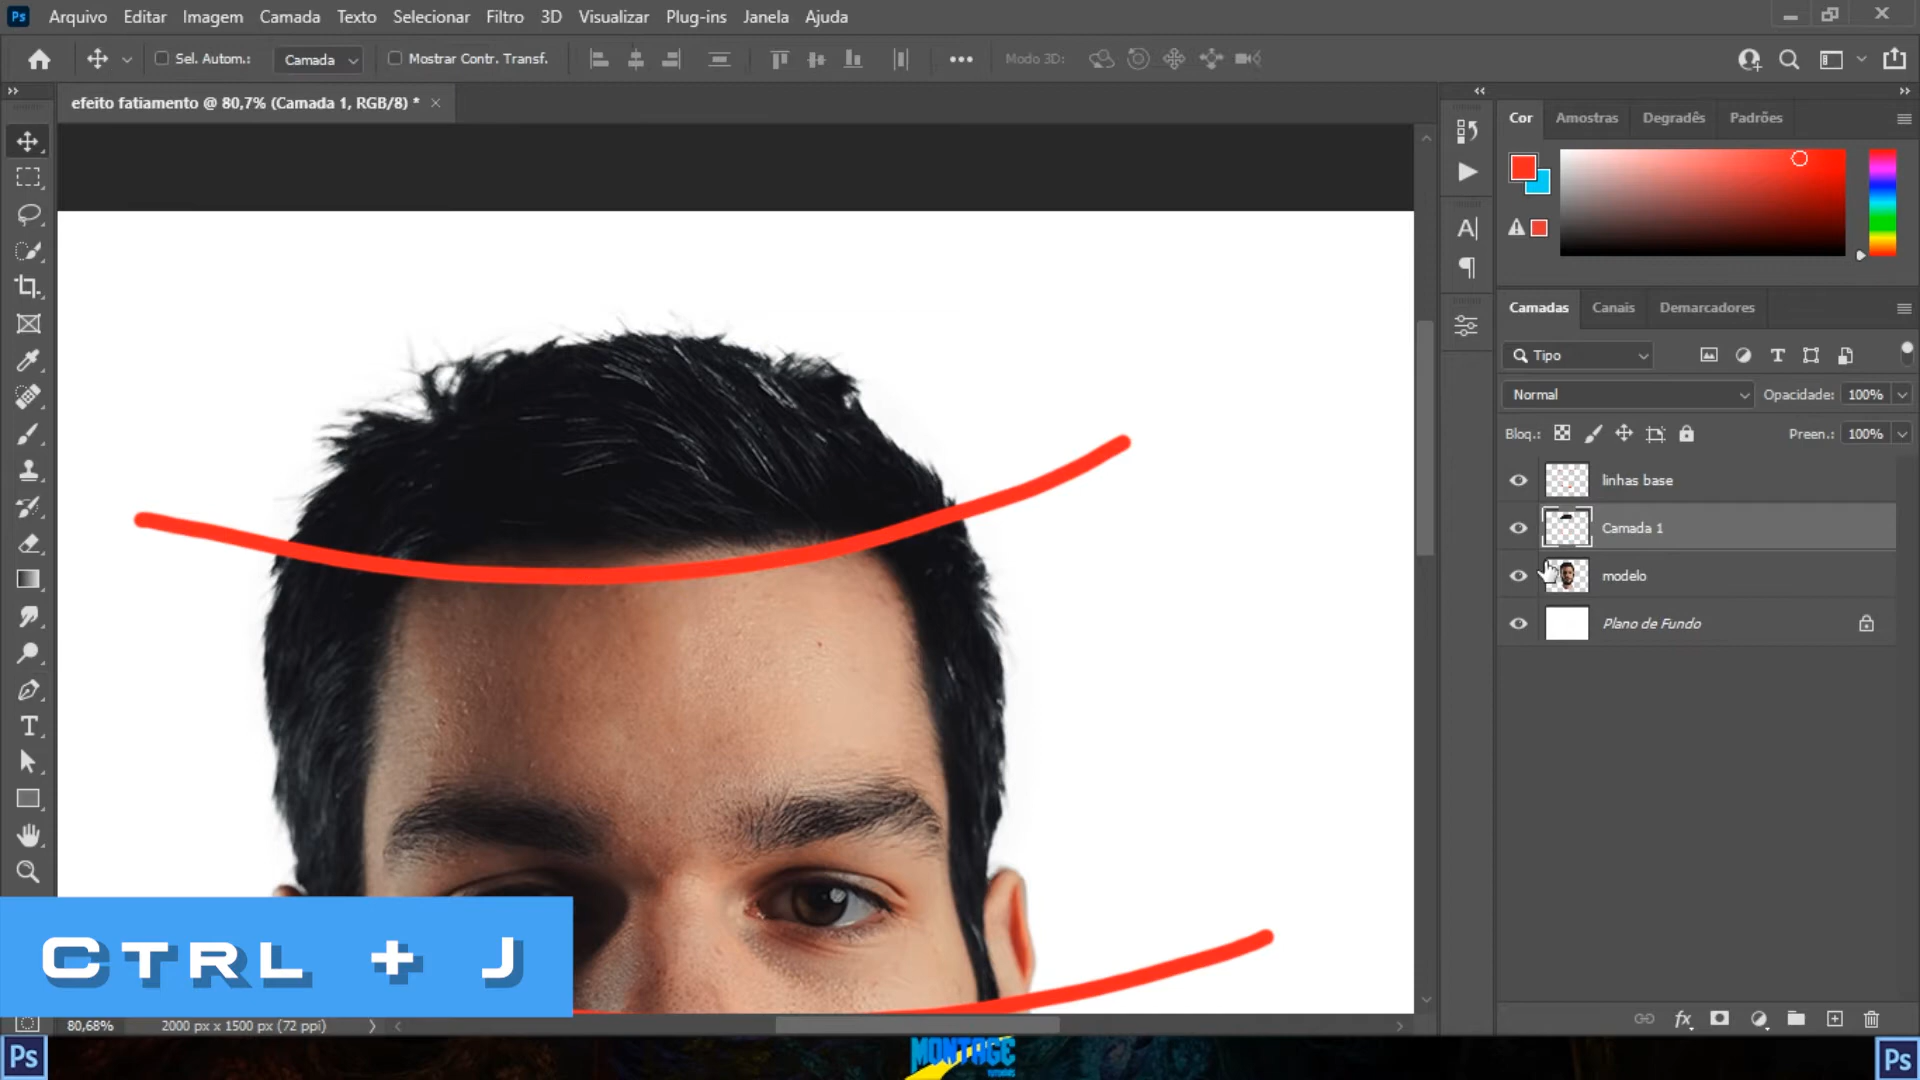 Ps Arquivo Editar Imagem Camada Texto Selecionar Filtro 3D Visualizar Plug-ins Janela Ajuda
Sel. Autom.: Camada Mostrar Contr. Transf. Modo 3D:
efeito fatiamento @ 80,7% (Camada 1, RGB/8) *
Cor Amostras Degradês Padrões
Camadas Canais Demarcadores
Tipo
Normal Opacidade: 100%
Bloq.: Preen.: 100%
linhas base
Camada 1
modelo
Plano de Fundo
CTRL + J
80,68% 2000 px x 1500 px (72 ppi)
Ps MONTAGE Ps